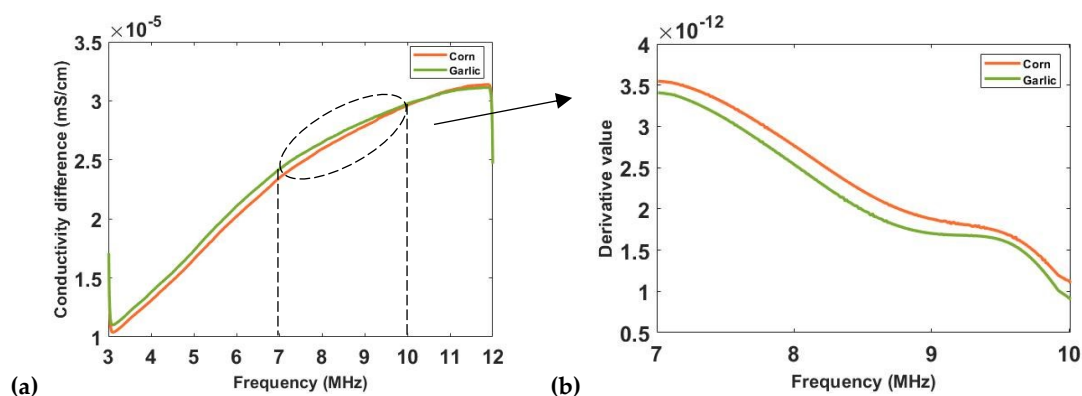 ×10⁻⁵
3.5
3
2.5
2
1.5
1
Conductivity difference (mS/cm)
Corn
Garlic
3 4 5 6 7 8 9 10 11 12
Frequency (MHz)
(a)
×10⁻¹²
4
3.5
3
2.5
2
1.5
1
0.5
Derivative value
Corn
Garlic
7 8 9 10
Frequency (MHz)
(b)